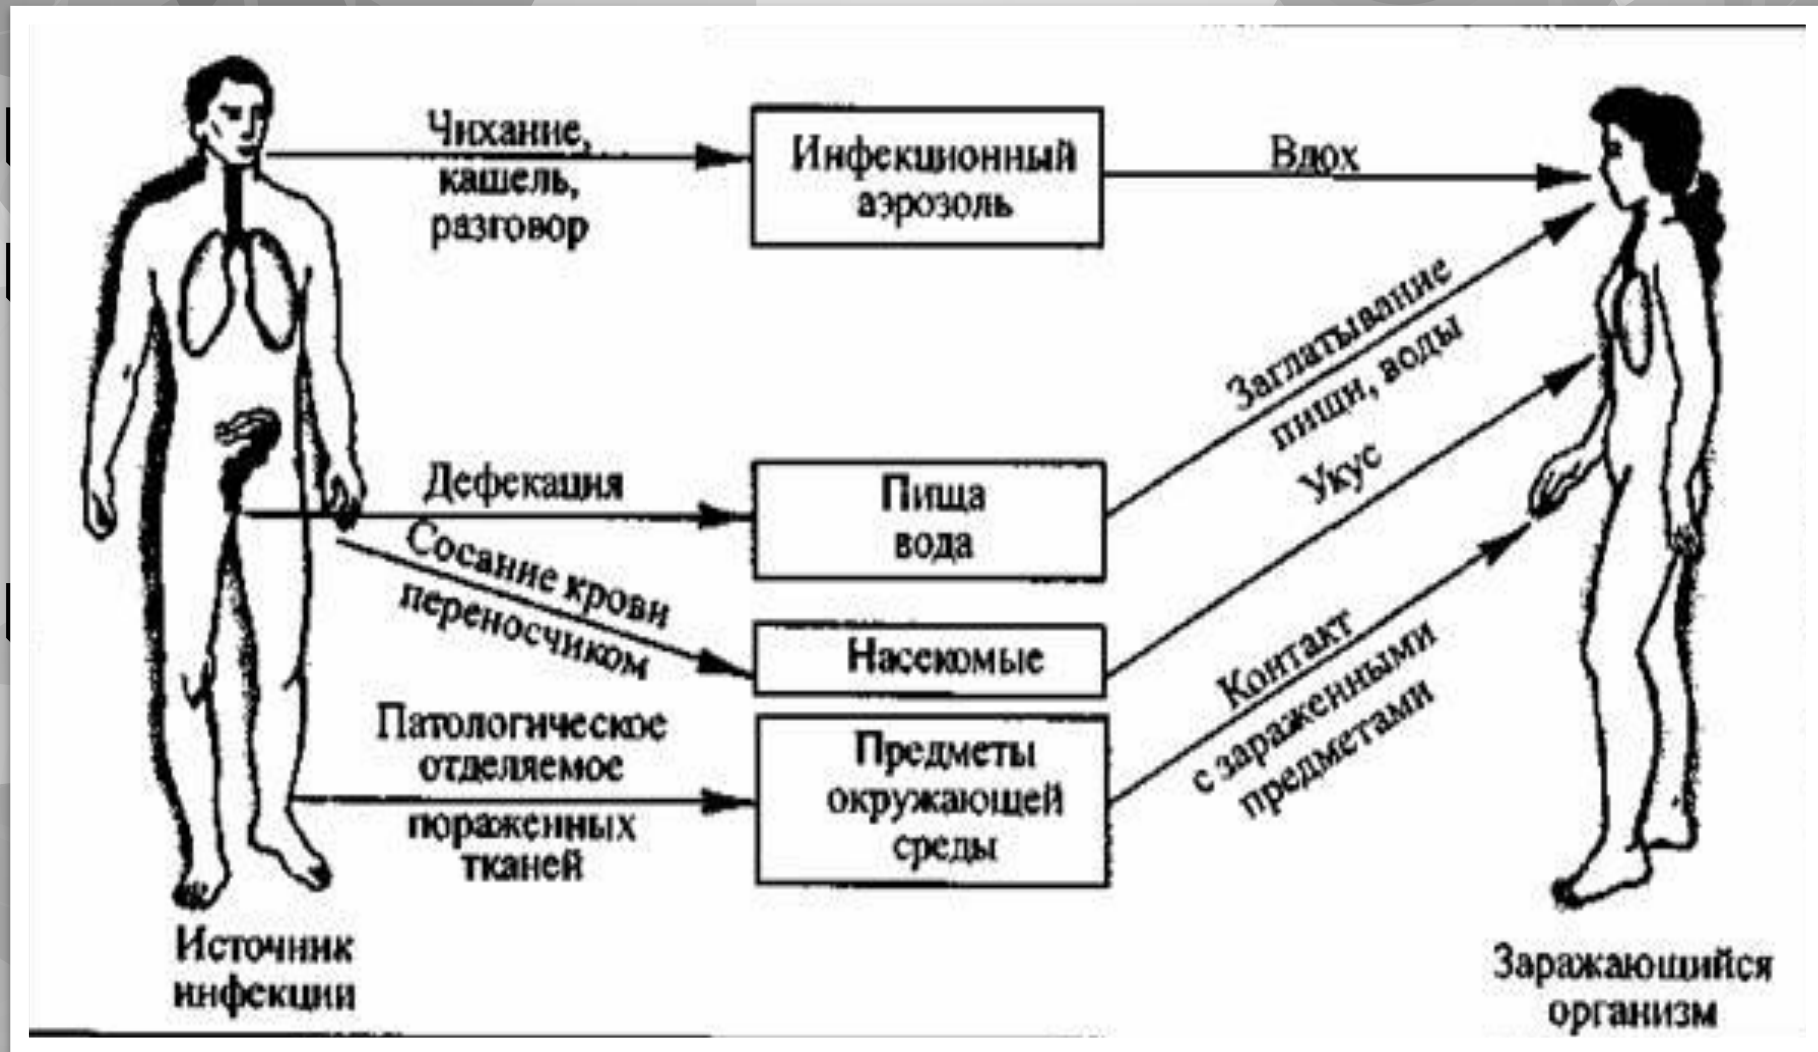 Чихание,
кашель,
разговор
Инфекционный
аэрозоль
Вдох
Заглатывание
пищи, воды
Дефекация
Пища
вода
Укус
Сосание крови
переносчиком
Насекомые
Контакт
с зараженными
предметами
Патологическое
отделяемое
пораженных
тканей
Предметы
окружающей
среды
Источник
инфекции
Заражающийся
организм